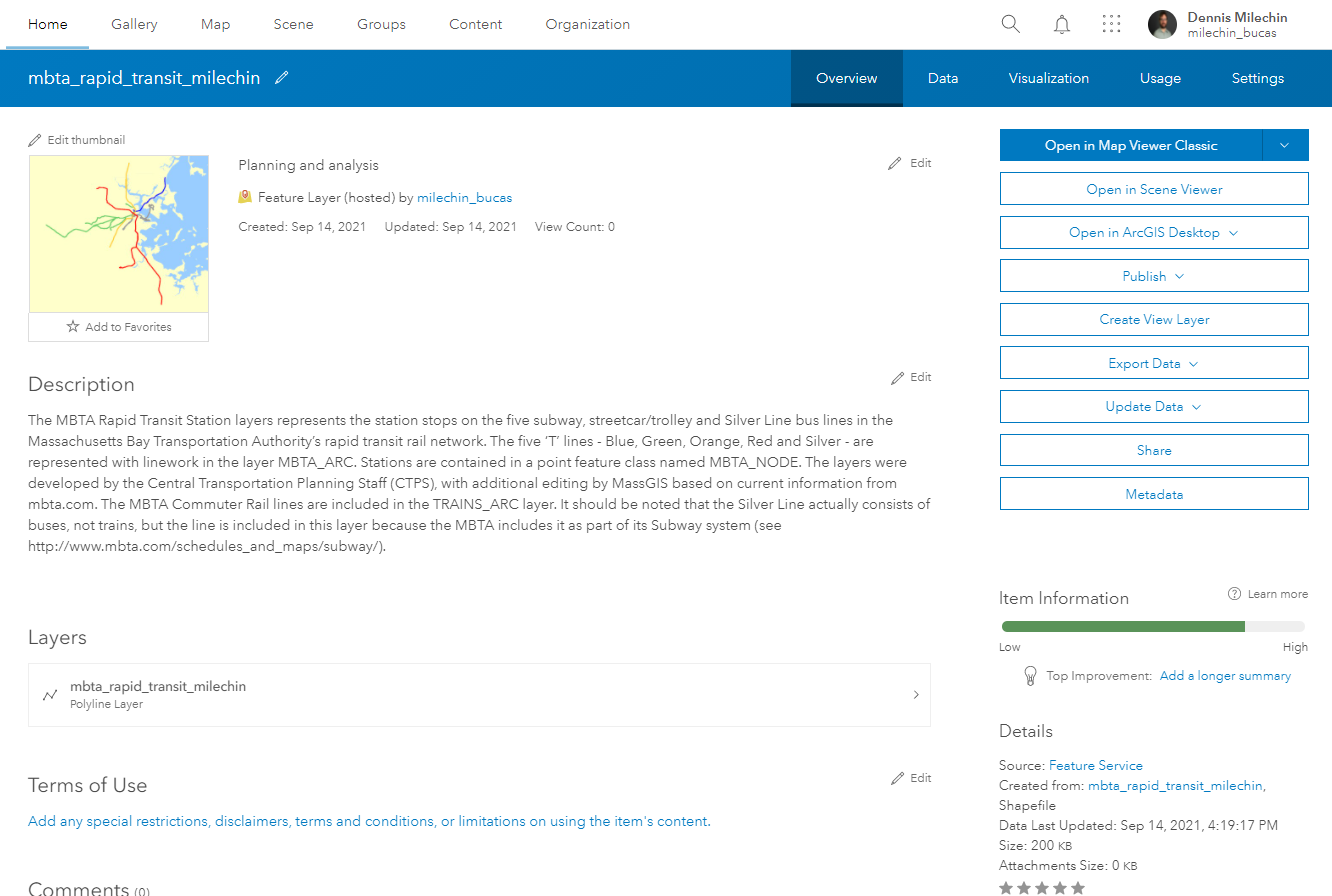 Home Gallery Map Scene Groups Content Organization
Dennis Milechin
milechin_bucas
mbta_rapid_transit_milechin
Overview Data Visualization Usage Settings
Edit thumbnail
Add to Favorites
Planning and analysis
Edit
Feature Layer (hosted) by milechin_bucas
Created: Sep 14, 2021 Updated: Sep 14, 2021 View Count: 0
Description
Edit
The MBTA Rapid Transit Station layers represents the station stops on the five subway, streetcar/trolley and Silver Line bus lines in the
Massachusetts Bay Transportation Authority’s rapid transit rail network. The five ‘T’ lines - Blue, Green, Orange, Red and Silver - are
represented with linework in the layer MBTA_ARC. Stations are contained in a point feature class named MBTA_NODE. The layers were
developed by the Central Transportation Planning Staff (CTPS), with additional editing by MassGIS based on current information from
mbta.com. The MBTA Commuter Rail lines are included in the TRAINS_ARC layer. It should be noted that the Silver Line actually consists of
buses, not trains, but the line is included in this layer because the MBTA includes it as part of its Subway system (see
http://www.mbta.com/schedules_and_maps/subway/).
Layers
mbta_rapid_transit_milechin
Polyline Layer
Terms of Use
Edit
Add any special restrictions, disclaimers, terms and conditions, or limitations on using the item's content.
Comments (0)
Open in Map Viewer Classic
Open in Scene Viewer
Open in ArcGIS Desktop
Publish
Create View Layer
Export Data
Update Data
Share
Metadata
Item Information
Learn more
Low High
Top Improvement: Add a longer summary
Details
Source: Feature Service
Created from: mbta_rapid_transit_milechin,
Shapefile
Data Last Updated: Sep 14, 2021, 4:19:17 PM
Size: 200 KB
Attachments Size: 0 KB